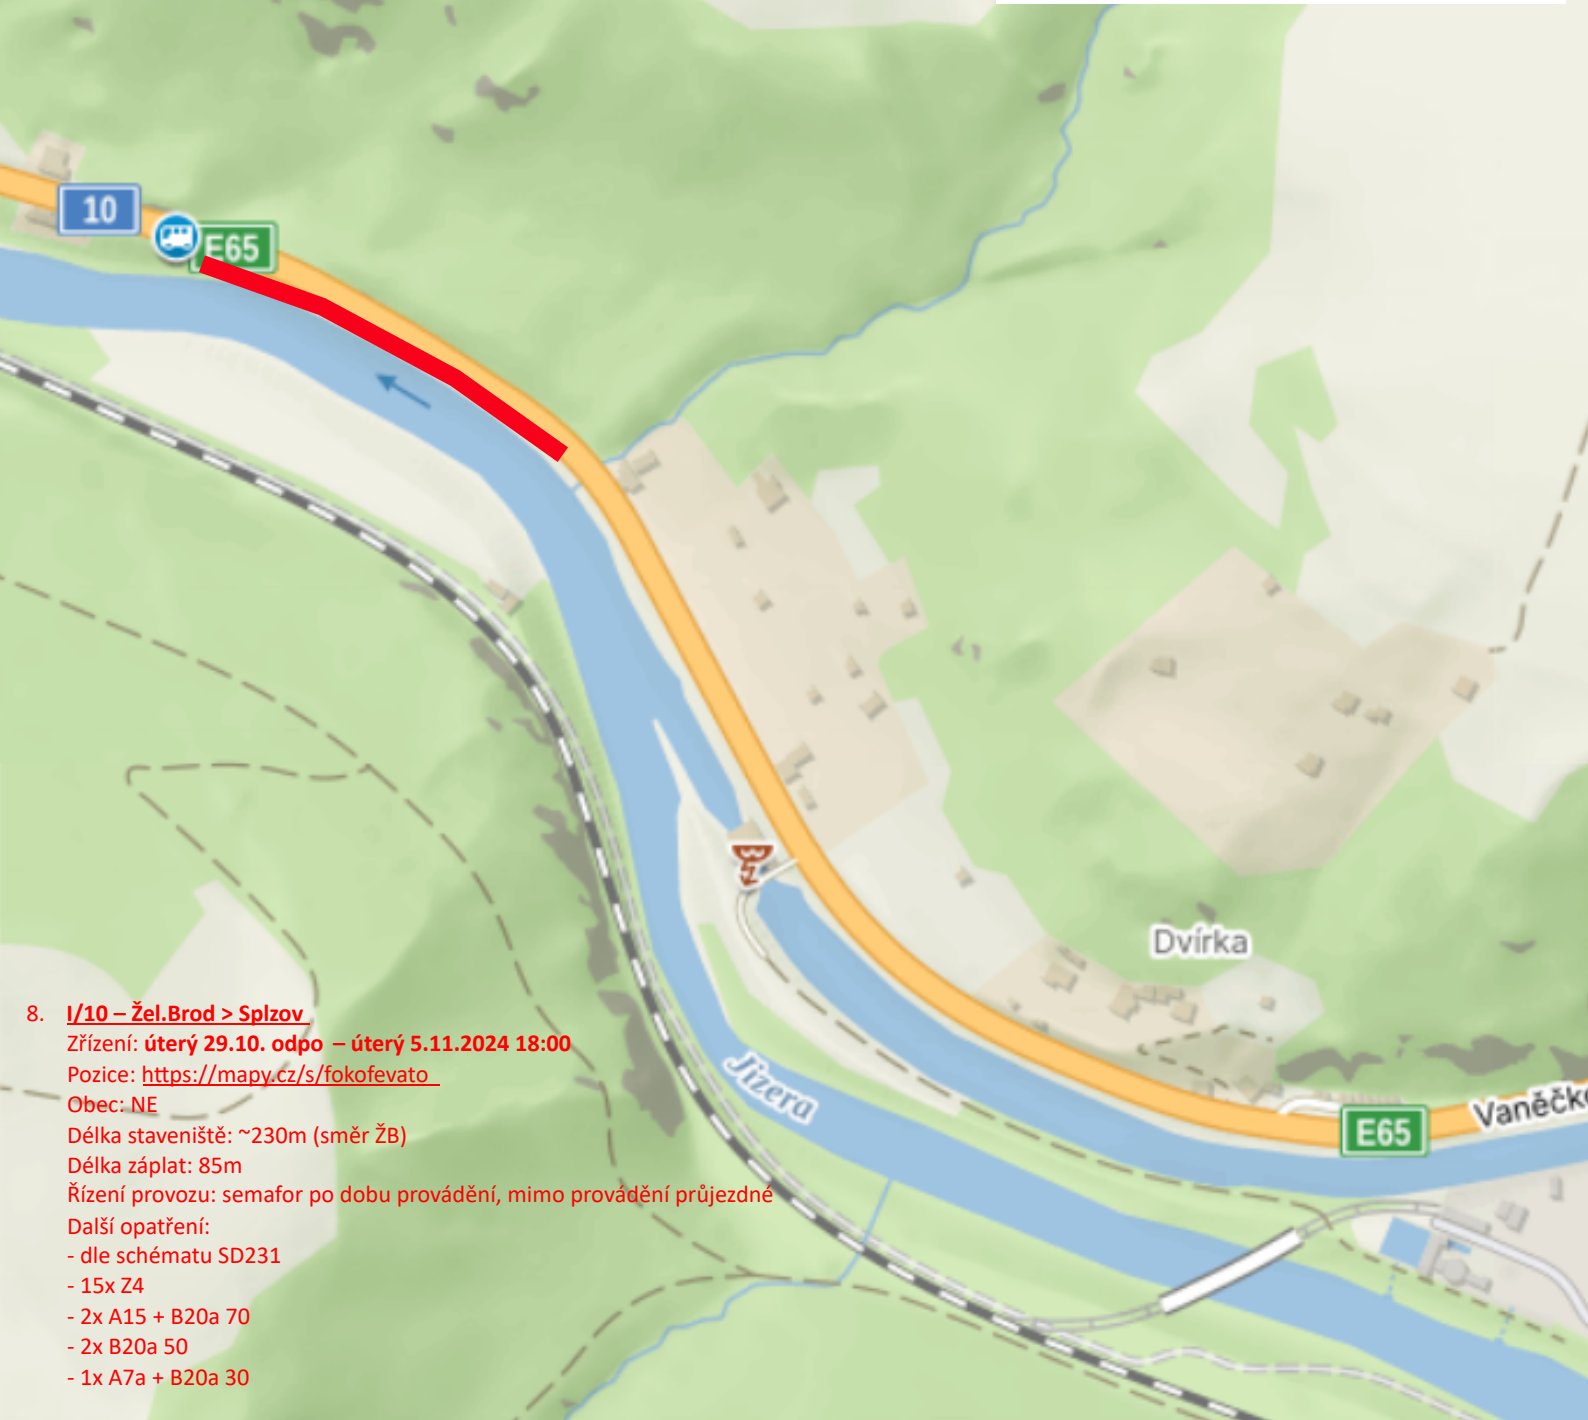 10
E65
Dvírka
8. I/10 – Žel.Brod > Splzov
Zřízení: úterý 29.10. odpo – úterý 5.11.2024 18:00
Pozice: https://mapy.cz/s/fokofevato
Obec: NE
Délka staveniště: ~230m (směr ŽB)
Délka záplat: 85m
Řízení provozu: semafor po dobu provádění, mimo provádění průjezdné
Další opatření:
- dle schématu SD231
- 15x Z4
- 2x A15 + B20a 70
- 2x B20a 50
- 1x A7a + B20a 30
Jizera
E65
Vaněčko